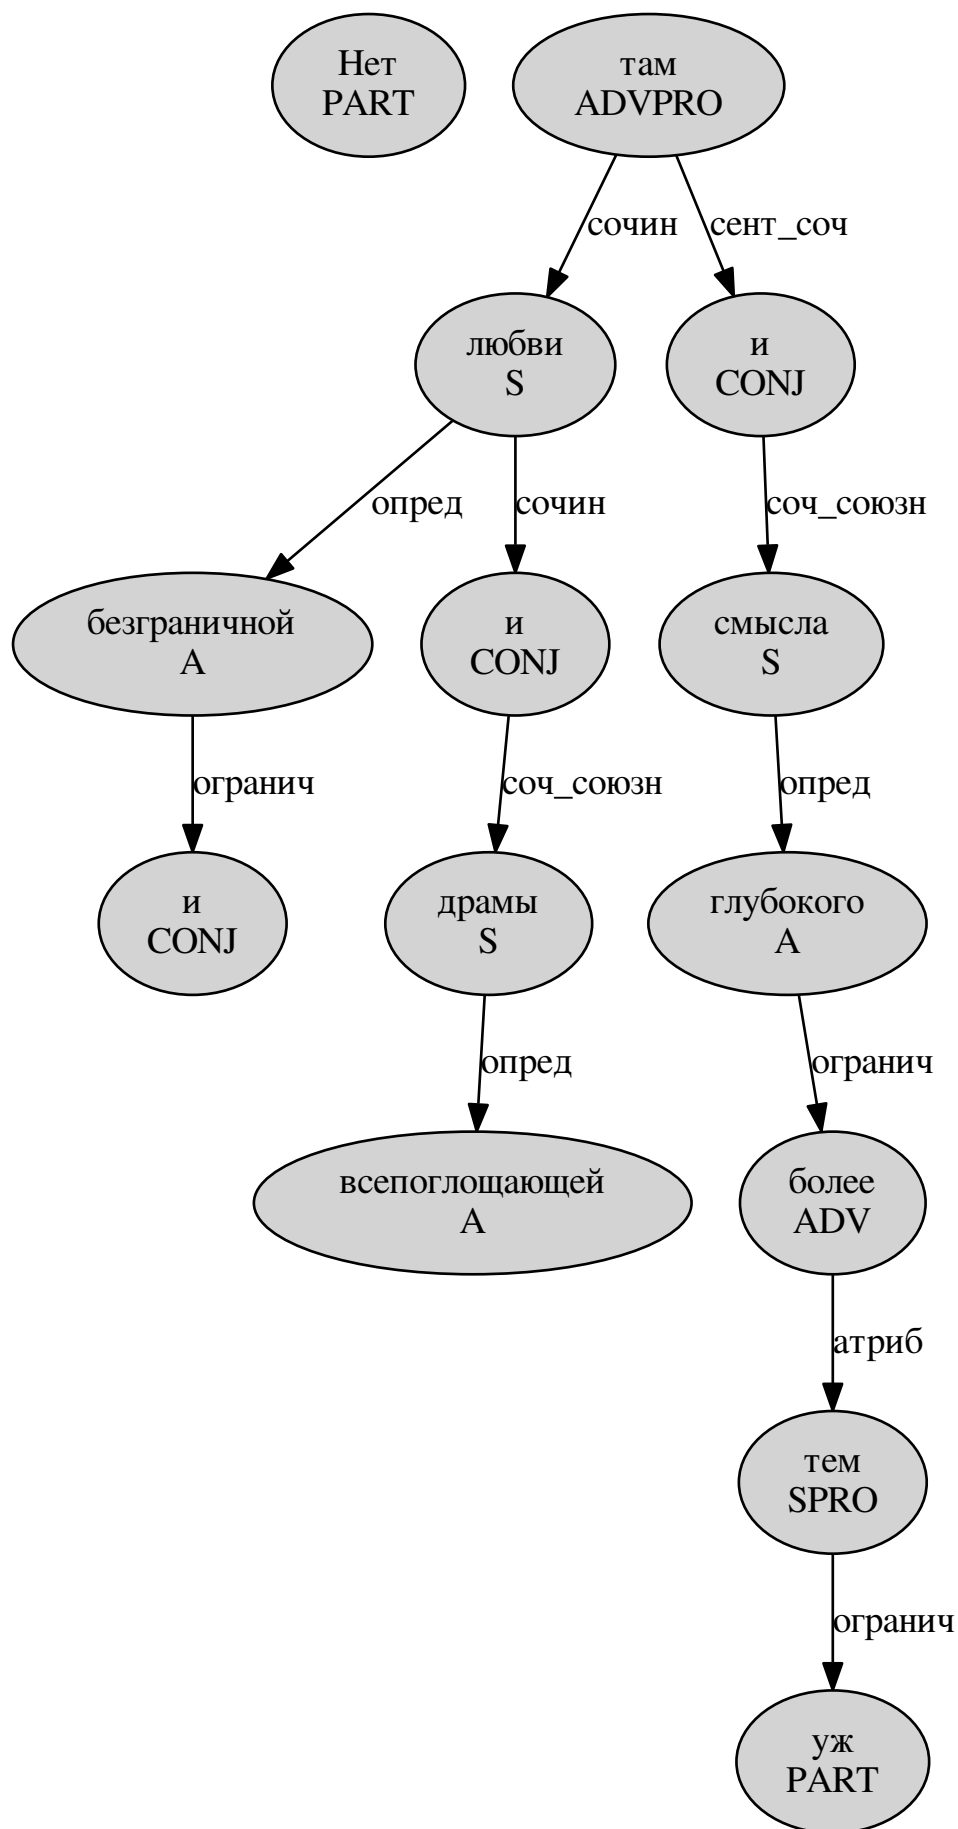 Нет
PART
там
ADVPRO
сочин
сент_соч
любви
S
и
CONJ
опред
сочин
соч_союзн
безграничной
A
и
CONJ
смысла
S
огранич
соч_союзн
опред
и
CONJ
драмы
S
глубокого
A
опред
огранич
всепоглощающей
A
более
ADV
атриб
тем
SPRO
огранич
уж
PART